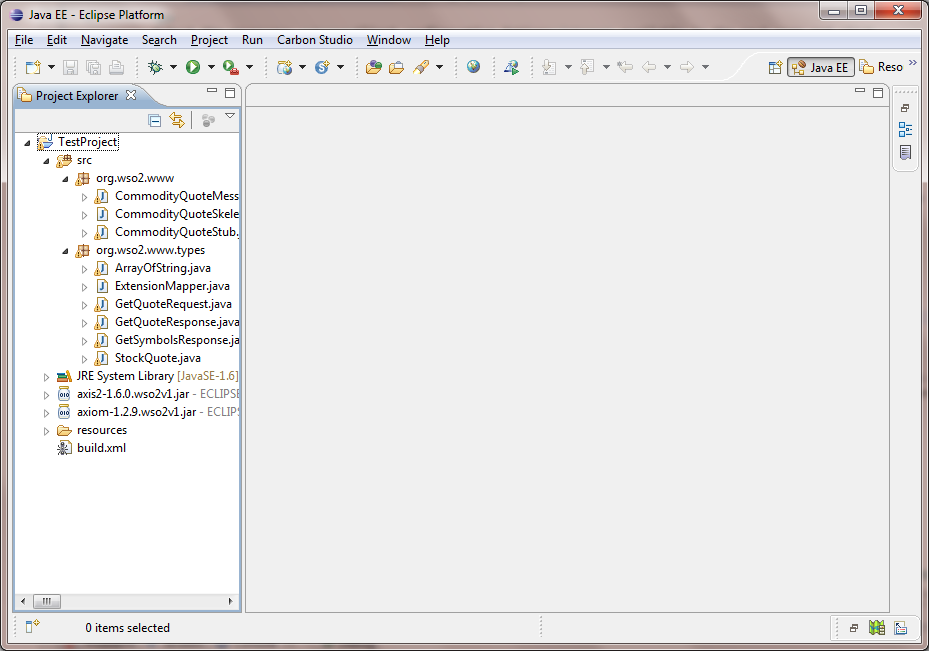 Java EE - Eclipse Platform
File Edit Navigate Search Project Run Carbon Studio Window Help
Java EE Reso »
Project Explorer
TestProject
src
org.wso2.www
CommodityQuoteMess
CommodityQuoteSkele
CommodityQuoteStub.
org.wso2.www.types
ArrayOfString.java
ExtensionMapper.java
GetQuoteRequest.java
GetQuoteResponse.java
GetSymbolsResponse.ja
StockQuote.java
JRE System Library [JavaSE-1.6]
axis2-1.6.0.wso2v1.jar - ECLIPSE
axiom-1.2.9.wso2v1.jar - ECLIPS
resources
build.xml
0 items selected